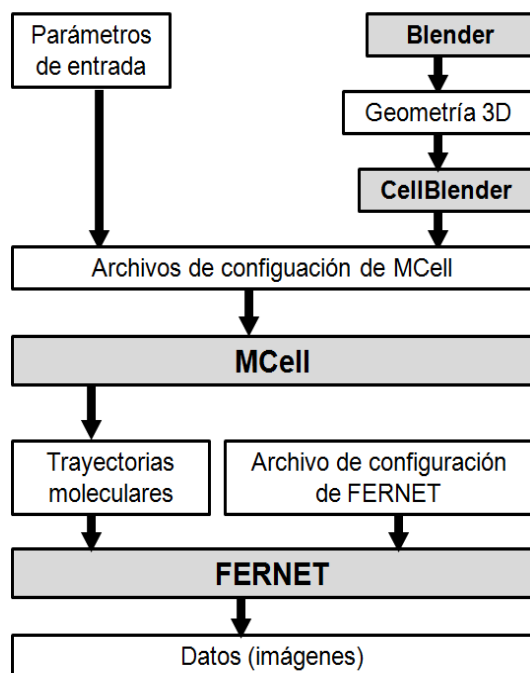 Parámetros
de entrada
Blender
Geometría 3D
CellBlender
Archivos de configuación de MCell
MCell
Trayectorias
moleculares
Archivo de configuración
de FERNET
FERNET
Datos (imágenes)